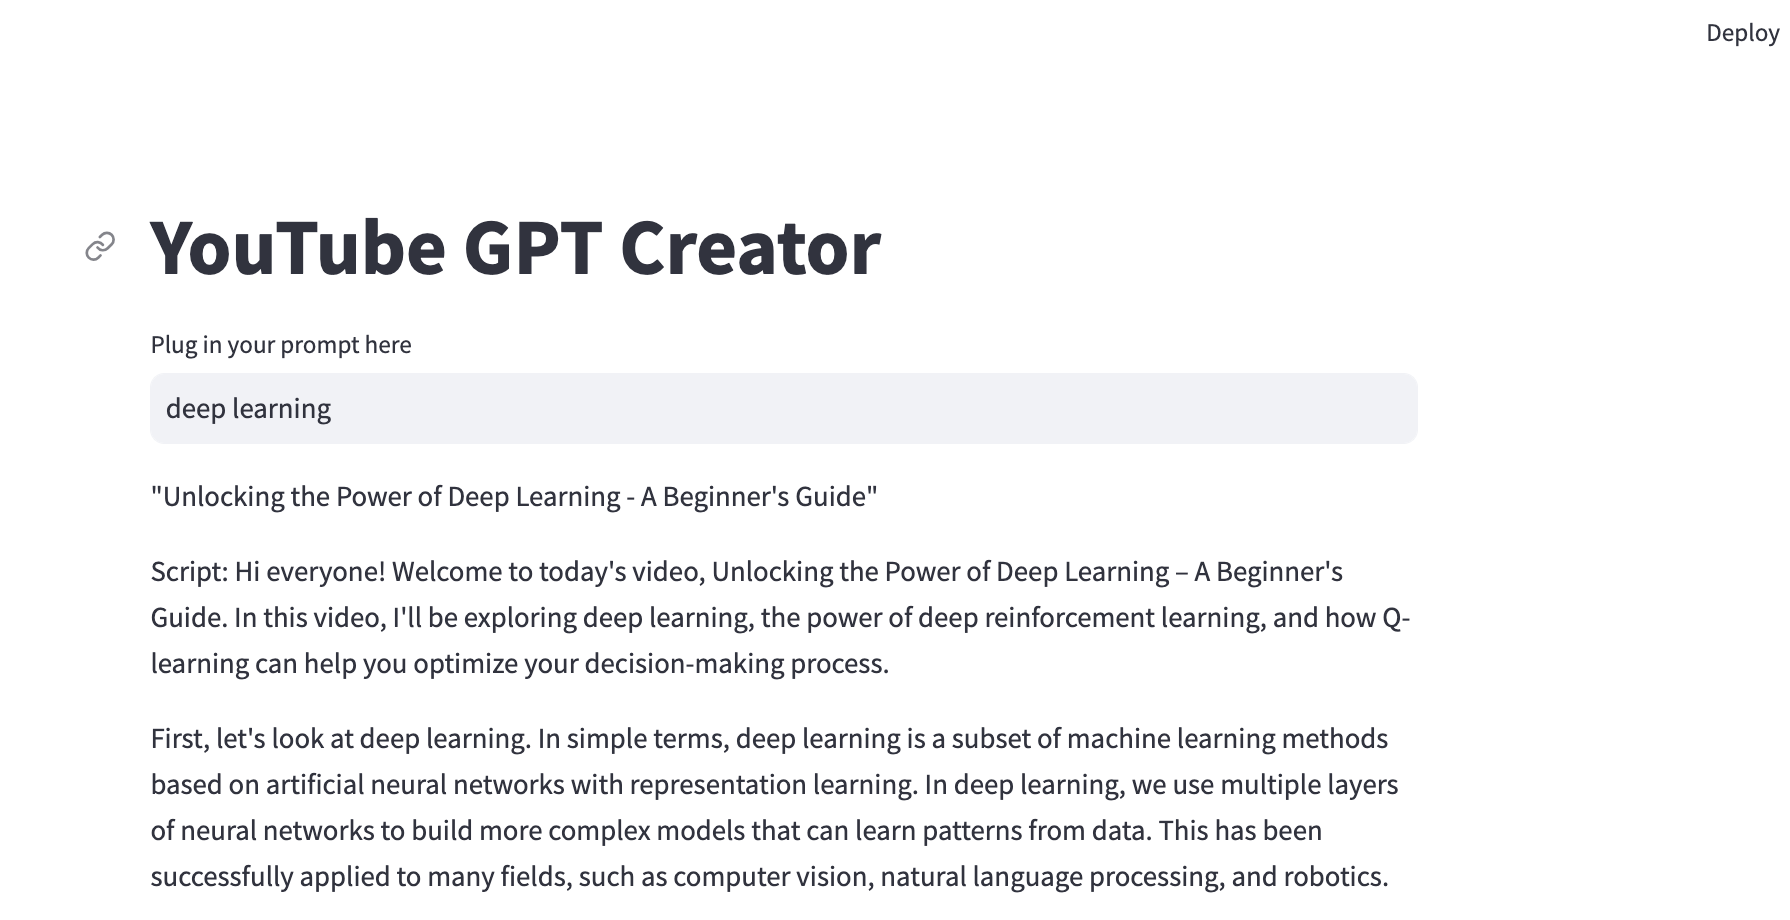 Deploy
YouTube GPT Creator
Plug in your prompt here
deep learning
"Unlocking the Power of Deep Learning - A Beginner's Guide"
Script: Hi everyone! Welcome to today's video, Unlocking the Power of Deep Learning – A Beginner's
Guide. In this video, I'll be exploring deep learning, the power of deep reinforcement learning, and how Q-
learning can help you optimize your decision-making process.
First, let's look at deep learning. In simple terms, deep learning is a subset of machine learning methods
based on artificial neural networks with representation learning. In deep learning, we use multiple layers
of neural networks to build more complex models that can learn patterns from data. This has been
successfully applied to many fields, such as computer vision, natural language processing, and robotics.